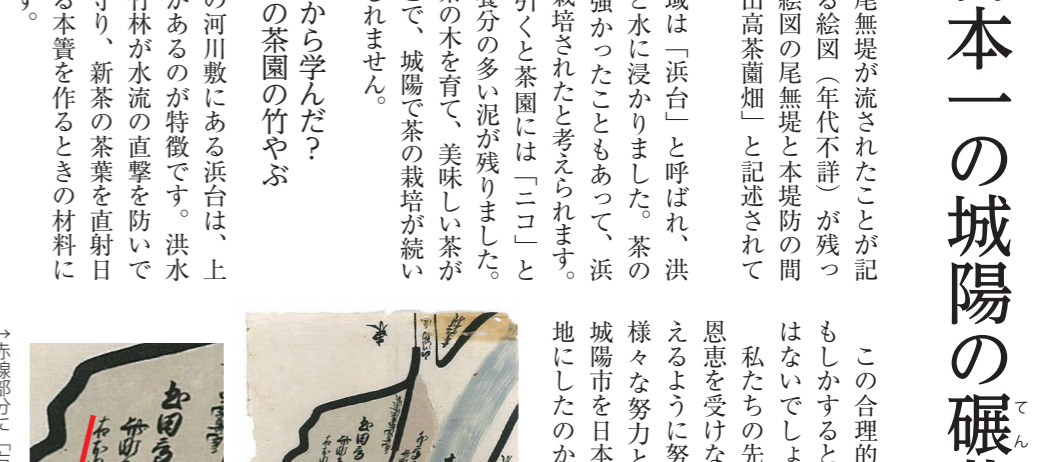 本一の城陽の碾
てん
尾無堤が流されたことが記
る絵図（年代不詳）が残っ
絵図の尾無堤と本堤防の間
田高茶薗畑」と記述されて
域は「浜台」と呼ばれ、洪
と水に浸かりました。茶の
強かったこともあって、浜
栽培されたと考えられます。
引くと茶園には「ニコ」と
養分の多い泥が残りました。
茶の木を育て、美味しい茶が
で、城陽で茶の栽培が続い
しれません。
から学んだ？
の茶園の竹やぶ
の河川敷にある浜台は、上
があるのが特徴です。洪水
竹林が水流の直撃を防いで
守り、新茶の茶葉を直射日
る本簀を作るときの材料に
す。
この合理的
もしかすると
はないでしょ
私たちの先
恩恵を受けな
えるように努
様々な努力と
城陽市を日本
地にしたのか
→赤線部分に「